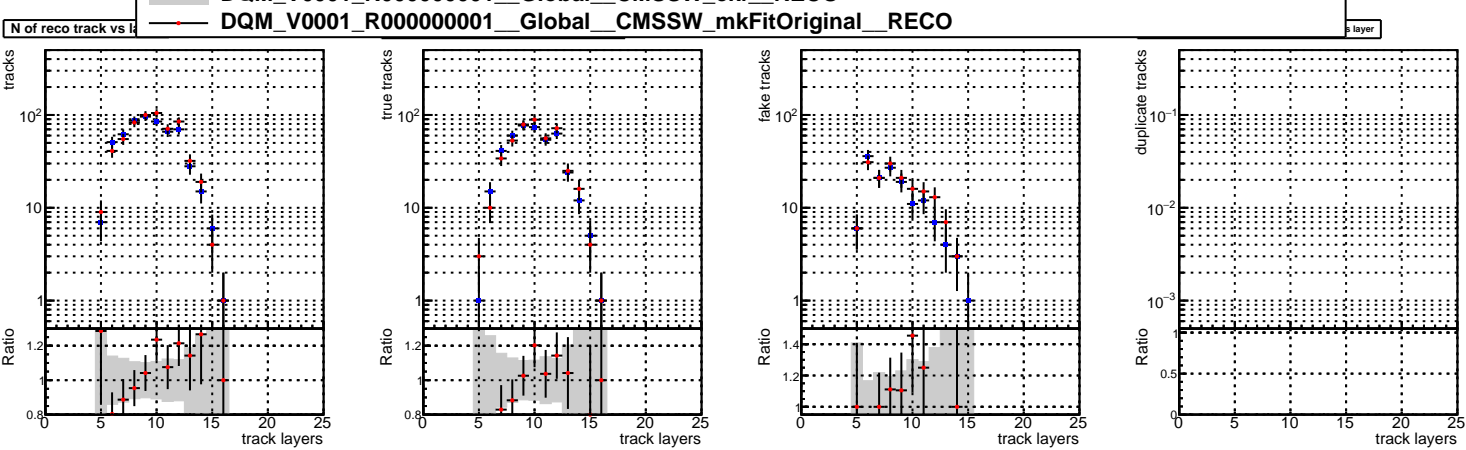 DQM_V0001_R000000001__Global__CMSSW_mkFitOriginal__RECO
N of reco track vs la
s layer
tracks
10²
10
1
Ratio
1.2
1
0.8
0 5 10 15 20 25
track layers
true tracks
10²
10
1
Ratio
1.2
1
0.8
0 5 10 15 20 25
track layers
fake tracks
10²
10
1
Ratio
1.4
1.2
1
0 5 10 15 20 25
track layers
duplicate tracks
10⁻¹
10⁻²
10⁻³
Ratio
1
0.5
0
0 5 10 15 20 25
track layers